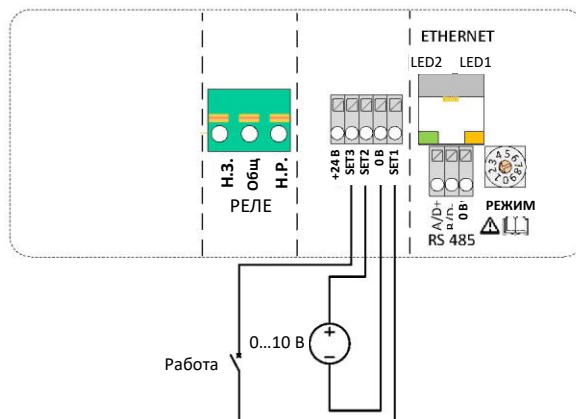 ETHERNET
LED2 LED1
+24 В
SET3
SET2
0 В
SET1
Н.З.
Общ
Н.Р.
РЕЛЕ
A/D+
B/D-
0 В
РЕЖИМ
RS 485
0...10 В
+
−
Работа